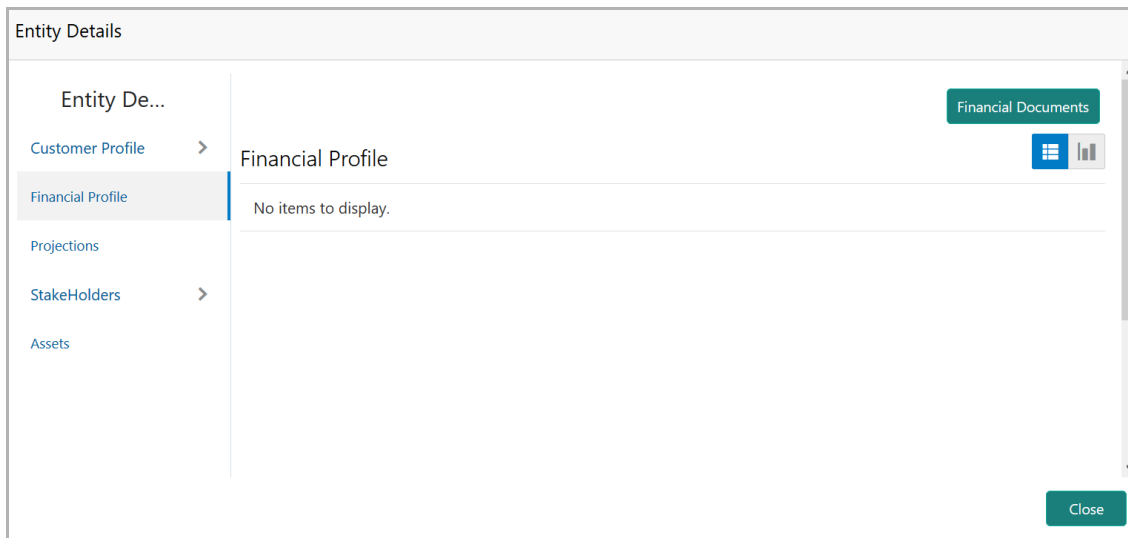 Entity Details
Entity De...
Customer Profile
Financial Profile
Projections
StakeHolders
Assets
Financial Documents
Financial Profile
No items to display.
Close